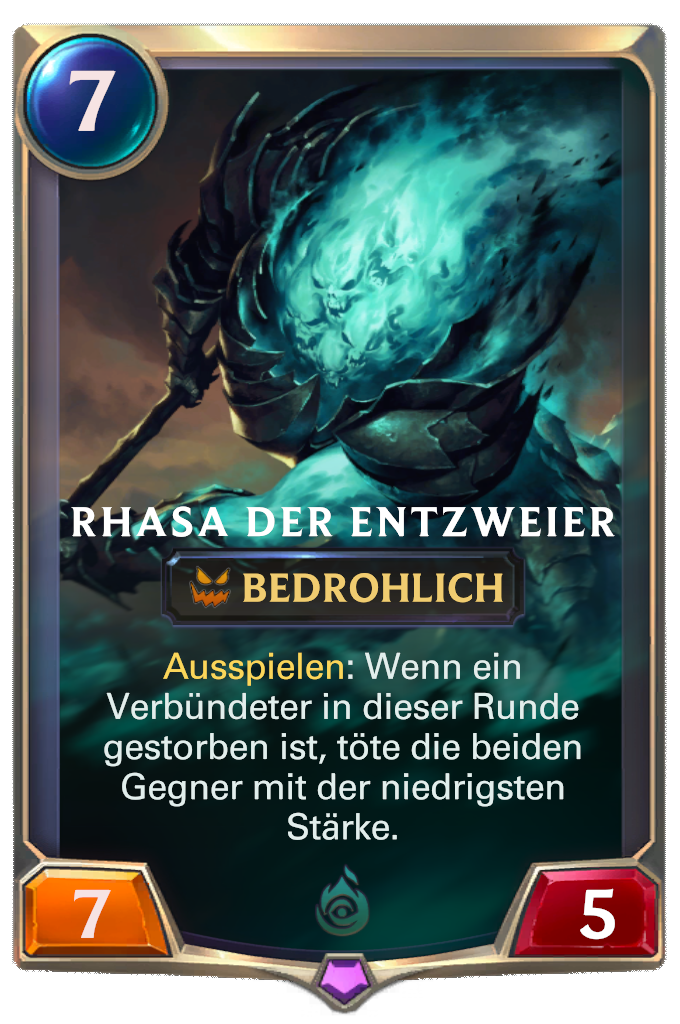 7
RHASA DER ENTZWEIER
BEDROHLICH
Ausspielen: Wenn ein
Verbündeter in dieser Runde
gestorben ist, töte die beiden
Gegner mit der niedrigsten
Stärke.
7
5